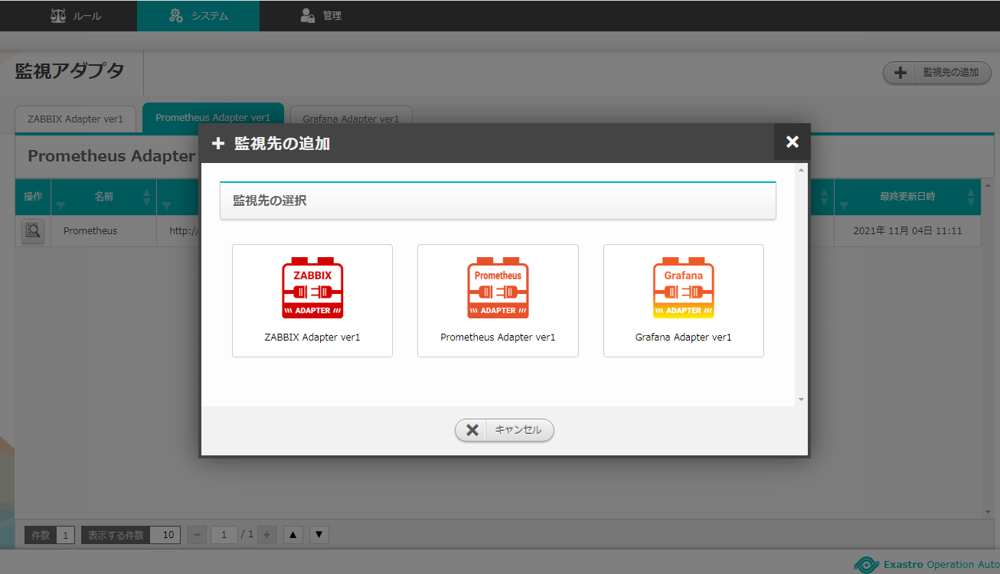 ルール
システム
管理
監視アダプタ
監視先の追加
ZABBIX Adapter ver1
Prometheus Adapter ver1
Grafana Adapter ver1
Prometheus Adapter
操作
名前
最終更新日時
Prometheus
http://
2021年 11月 04日 11:11
監視先の追加
監視先の選択
ZABBIX
ADAPTER
ZABBIX Adapter ver1
Prometheus
ADAPTER
Prometheus Adapter ver1
Grafana
ADAPTER
Grafana Adapter ver1
キャンセル
件数 1
表示する件数 10
1 / 1
Exastro Operation Auto